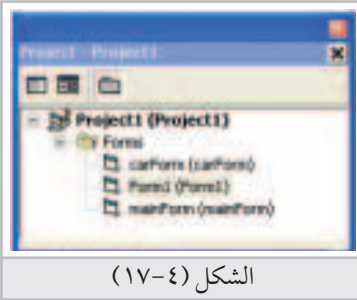 Project - Project1
Project1 (Project1)
Forms
carForm (carForm)
Form1 (Form1)
mainForm (mainForm)
الشكل (٤-١٧)